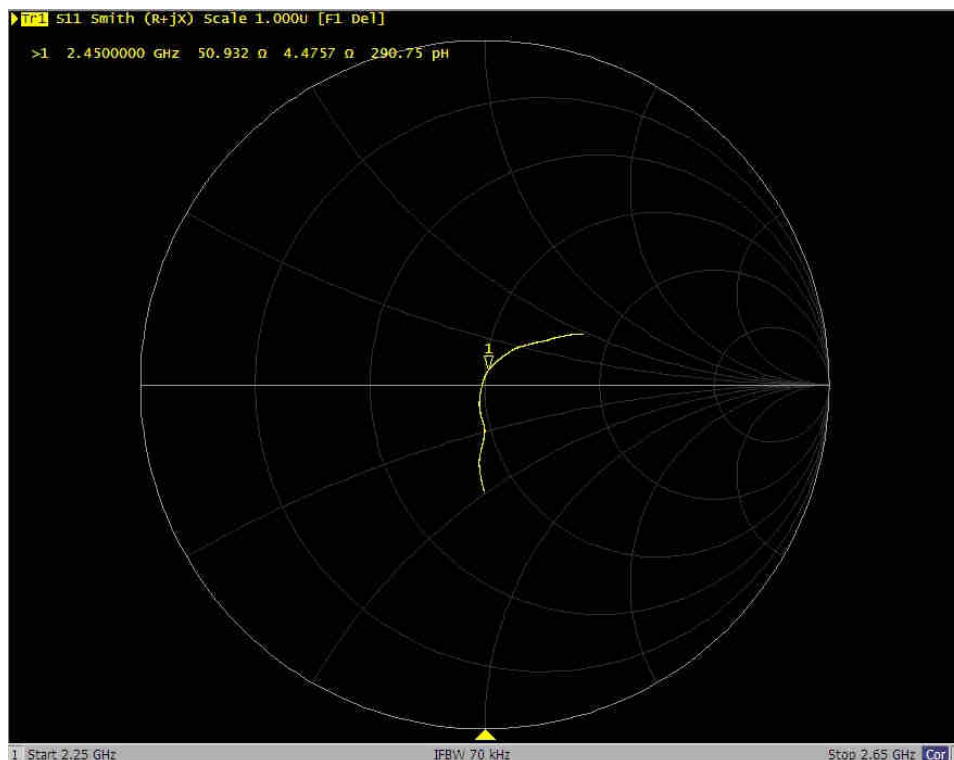 Tr1 S11 Smith (R+jX) Scale 1.000U [F1 Del]
>1 2.4500000 GHz 50.932 Ω 4.4757 Ω 290.75 pH
1
1 Start 2.25 GHz IFBW 70 kHz Stop 2.65 GHz Cor